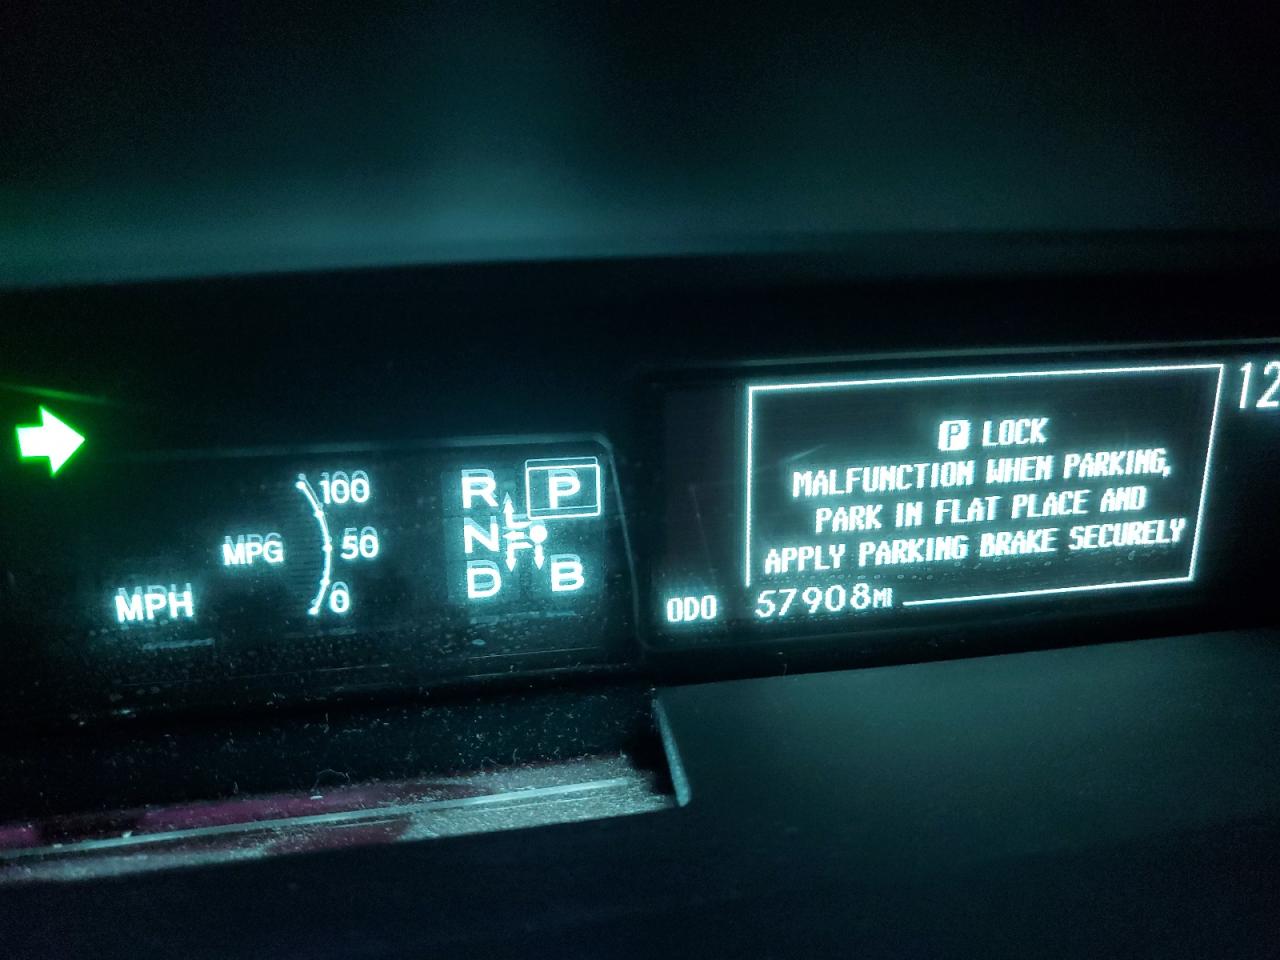 12
P LOCK
MALFUNCTION WHEN PARKING,
PARK IN FLAT PLACE AND
APPLY PARKING BRAKE SECURELY
ODO 57908MI
R P
N
D B
100
MPG 50
0
MPH